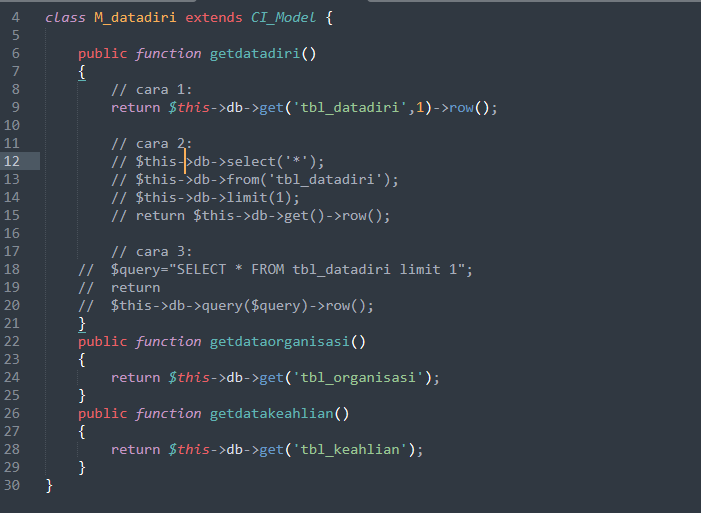 4 class M_datadiri extends CI_Model {
5
6     public function getdatadiri()
7     {
8         // cara 1:
9         return $this->db->get('tbl_datadiri',1)->row();
10
11         // cara 2:
12         // $this->db->select('*');
13         // $this->db->from('tbl_datadiri');
14         // $this->db->limit(1);
15         // return $this->db->get()->row();
16
17         // cara 3:
18     //  $query="SELECT * FROM tbl_datadiri limit 1";
19     //  return
20     //  $this->db->query($query)->row();
21     }
22     public function getdataorganisasi()
23     {
24         return $this->db->get('tbl_organisasi');
25     }
26     public function getdatakeahlian()
27     {
28         return $this->db->get('tbl_keahlian');
29     }
30 }